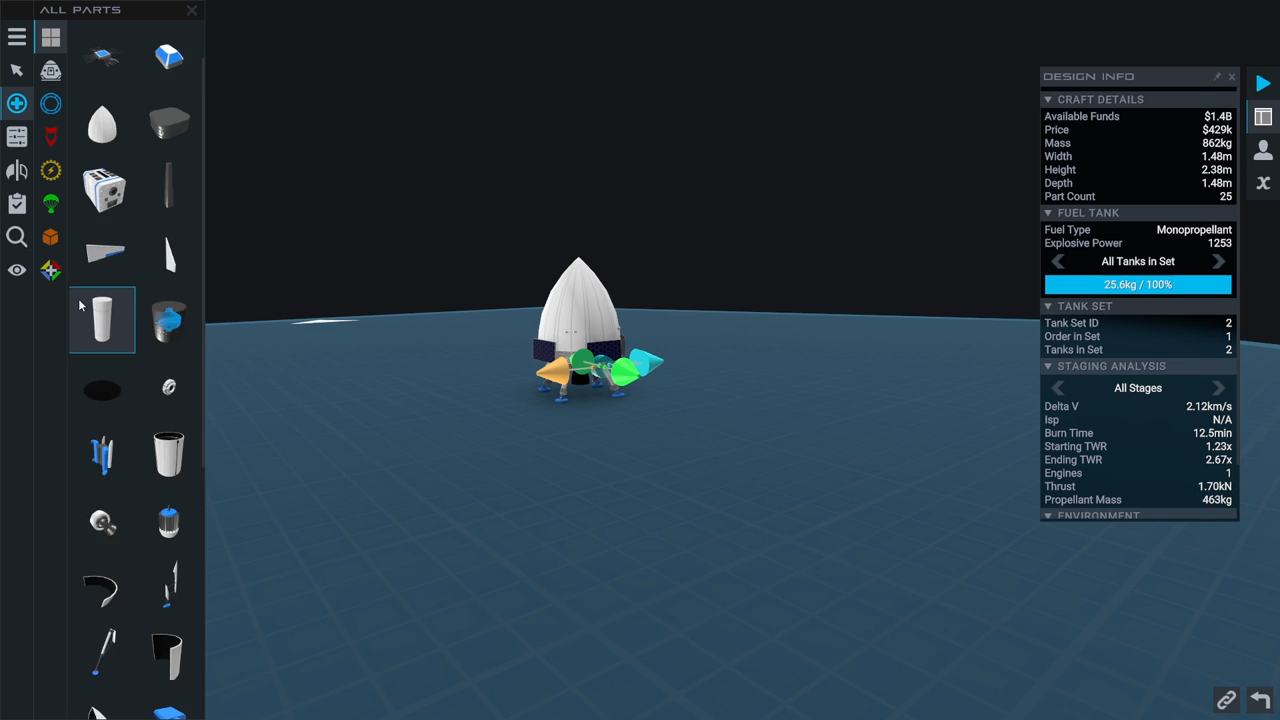 ALL PARTS
DESIGN INFO
CRAFT DETAILS
Available Funds $1.4B
Price $429k
Mass 862kg
Width 1.48m
Height 2.38m
Depth 1.48m
Part Count 25
FUEL TANK
Fuel Type Monopropellant
Explosive Power 1253
All Tanks in Set
25.6kg / 100%
TANK SET
Tank Set ID 2
Order in Set 1
Tanks in Set 2
STAGING ANALYSIS
All Stages
Delta V 2.12km/s
Isp N/A
Burn Time 12.5min
Starting TWR 1.23x
Ending TWR 2.67x
Engines 1
Thrust 1.70kN
Propellant Mass 463kg
ENVIRONMENT